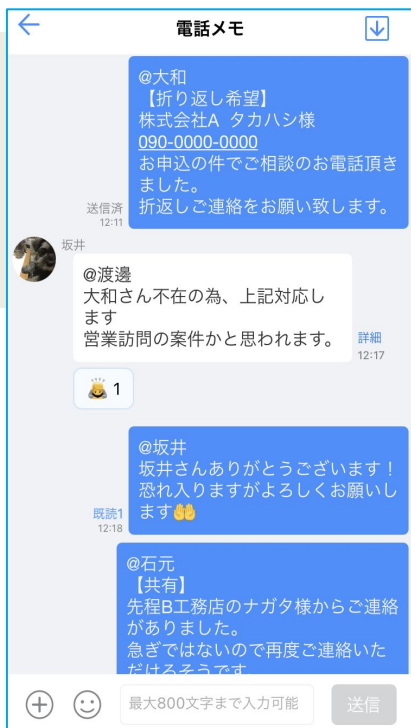 電話メモ
@大和
【折り返し希望】
株式会社A タカハシ様
090-0000-0000
お申込の件でご相談のお電話頂き
ました。
折返しご連絡をお願い致します。
送信済
12:11
坂井
@渡邊
大和さん不在の為、上記対応し
ます
営業訪問の案件かと思われます。
詳細
12:17
1
@坂井
坂井さんありがとうございます！
恐れ入りますがよろしくお願いし
ます
既読1
12:18
@石元
【共有】
先程B工務店のナガタ様からご連絡
がありました。
急ぎではないので再度ご連絡いた
だけるそうです
最大800文字まで入力可能
送信